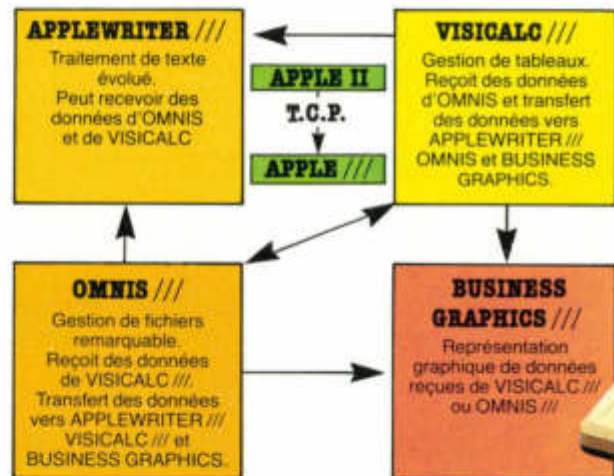 APPLEWRITER ///
Traitement de texte
évolué.
Peut recevoir des
données d'OMNIS
et de VISICALC
APPLE II
T.C.P.
APPLE ///
VISICALC ///
Gestion de tableaux.
Reçoit des données
d'OMNIS et transfert
des données vers
APPLEWRITER ///
OMNIS et BUSINESS
GRAPHICS.
OMNIS ///
Gestion de fichiers
remarquable.
Reçoit des données
de VISICALC ///.
Transfert des données
vers APPLEWRITER ///
VISICALC /// et
BUSINESS GRAPHICS.
BUSINESS
GRAPHICS ///
Représentation
graphique de données
reçues de VISICALC ///
ou OMNIS ///